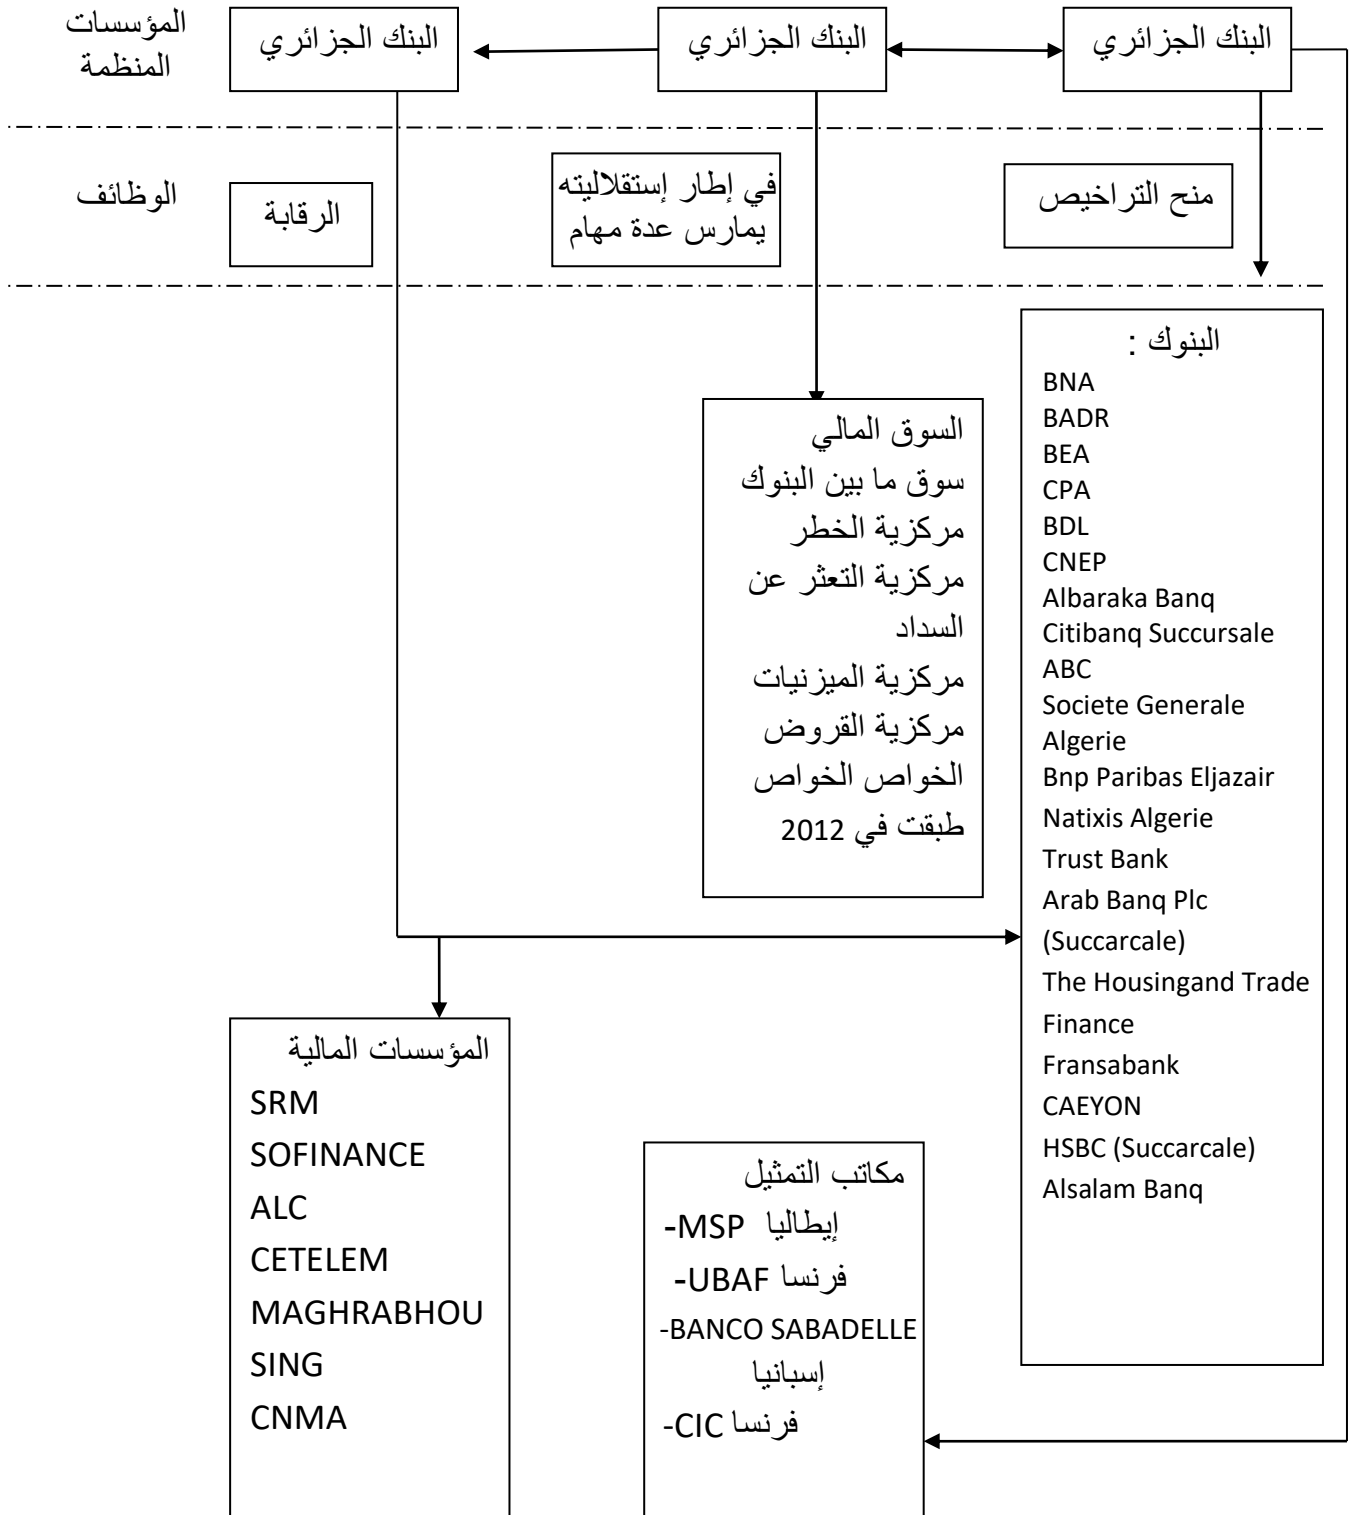 المؤسسات
المنظمة
البنك الجزائري
البنك الجزائري
البنك الجزائري
الوظائف
منح التراخيص
في إطار إستقلاليته
يمارس عدة مهام
الرقابة
البنوك :
BNA
BADR
BEA
CPA
BDL
CNEP
Albaraka Banq
Citibanq Succursale
ABC
Societe Generale
Algerie
Bnp Paribas Eljazair
Natixis Algerie
Trust Bank
Arab Banq Plc
(Succarcale)
The Housingand Trade
Finance
Fransabank
CAEYON
HSBC (Succarcale)
Alsalam Banq
السوق المالي
سوق ما بين البنوك
مركزية الخطر
مركزية التعثر عن
السداد
مركزية الميزنيات
مركزية القروض
الخواص الخواص
طبقت في 2012
مكاتب التمثيل
-MSP إيطاليا
-UBAF فرنسا
-BANCO SABADELLE
إسبانيا
-CIC فرنسا
المؤسسات المالية
SRM
SOFINANCE
ALC
CETELEM
MAGHRABHOU
SING
CNMA